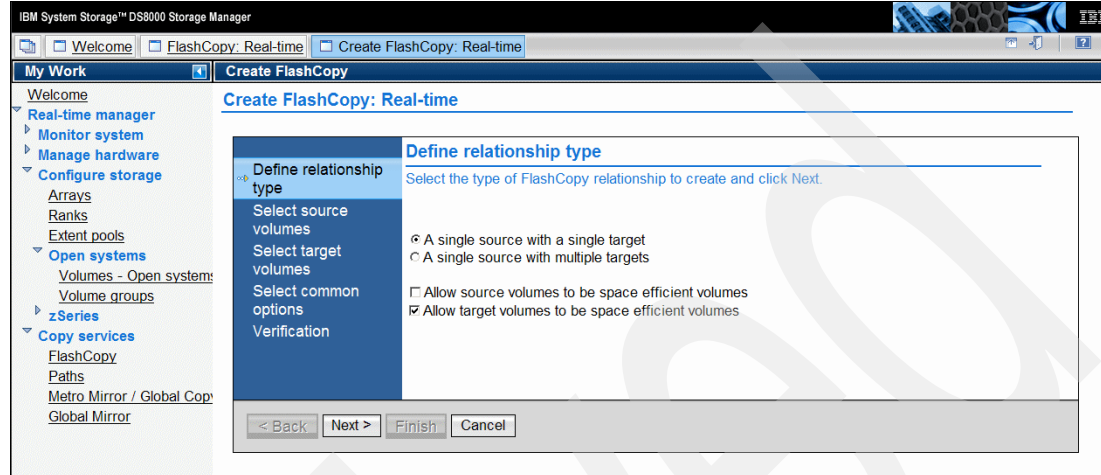 IBM System Storage™ DS8000 Storage Manager
Welcome FlashCopy: Real-time Create FlashCopy: Real-time ?
My Work Create FlashCopy
Welcome
Real-time manager
Monitor system
Manage hardware
Configure storage
Arrays
Ranks
Extent pools
Open systems
Volumes - Open systems
Volume groups
zSeries
Copy services
FlashCopy
Paths
Metro Mirror / Global Copy
Global Mirror
Create FlashCopy: Real-time
Define relationship
type
Select source
volumes
Select target
volumes
Select common
options
Verification
Define relationship type
Select the type of FlashCopy relationship to create and click Next.
A single source with a single target
A single source with multiple targets
Allow source volumes to be space efficient volumes
Allow target volumes to be space efficient volumes
< Back Next > Finish Cancel